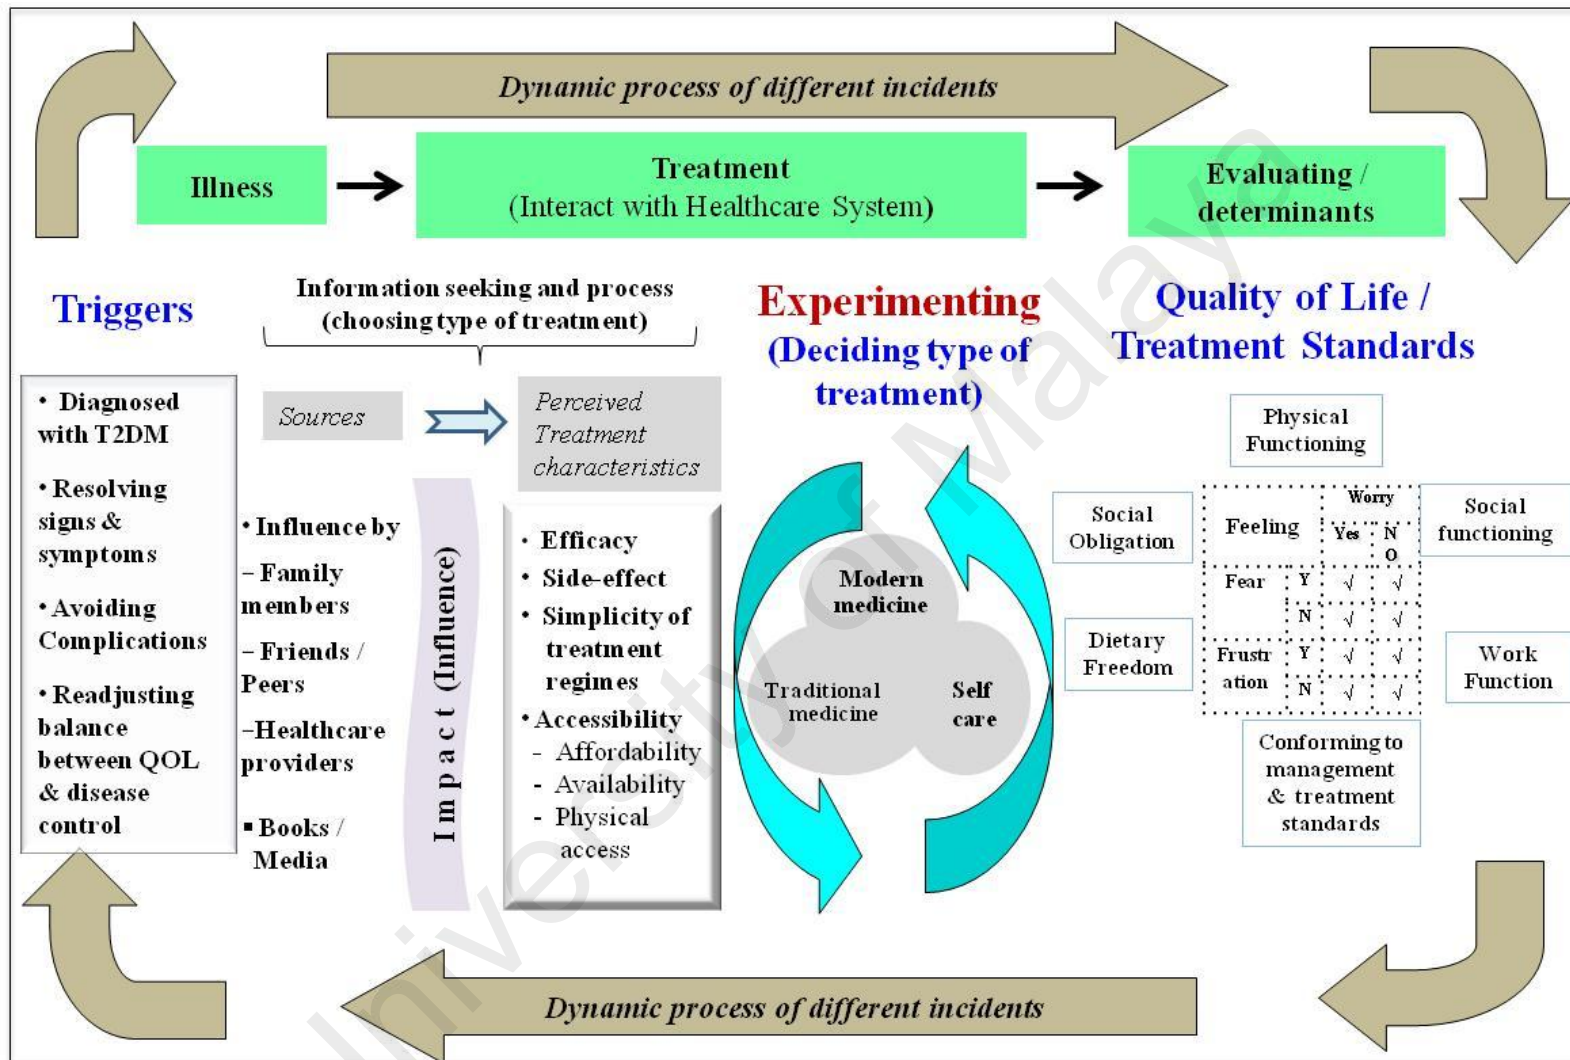 Dynamic process of different incidents
Illness
Treatment
(Interact with Healthcare System)
Evaluating /
determinants
Triggers
Information seeking and process
(choosing type of treatment)
Experimenting
(Deciding type of
treatment)
Quality of Life /
Treatment Standards
• Diagnosed
with T2DM
• Resolving
signs &
symptoms
• Avoiding
Complications
• Readjusting
balance
between QOL
& disease
control
Sources
Perceived
Treatment
characteristics
• Influence by
– Family
members
– Friends /
Peers
–Healthcare
providers
▪ Books /
Media
Impact (Influence)
• Efficacy
• Side-effect
• Simplicity of
treatment
regimes
• Accessibility
- Affordability
- Availability
- Physical
access
Modern
medicine
Traditional
medicine
Self
care
Physical
Functioning
Social
Obligation
Dietary
Freedom
Feeling
Worry
Yes
N
O
Fear
Y √ √
N √ √
Frustr
ation
Y √ √
N √ √
Social
functioning
Work
Function
Conforming to
management
& treatment
standards
Dynamic process of different incidents
University of Malaya